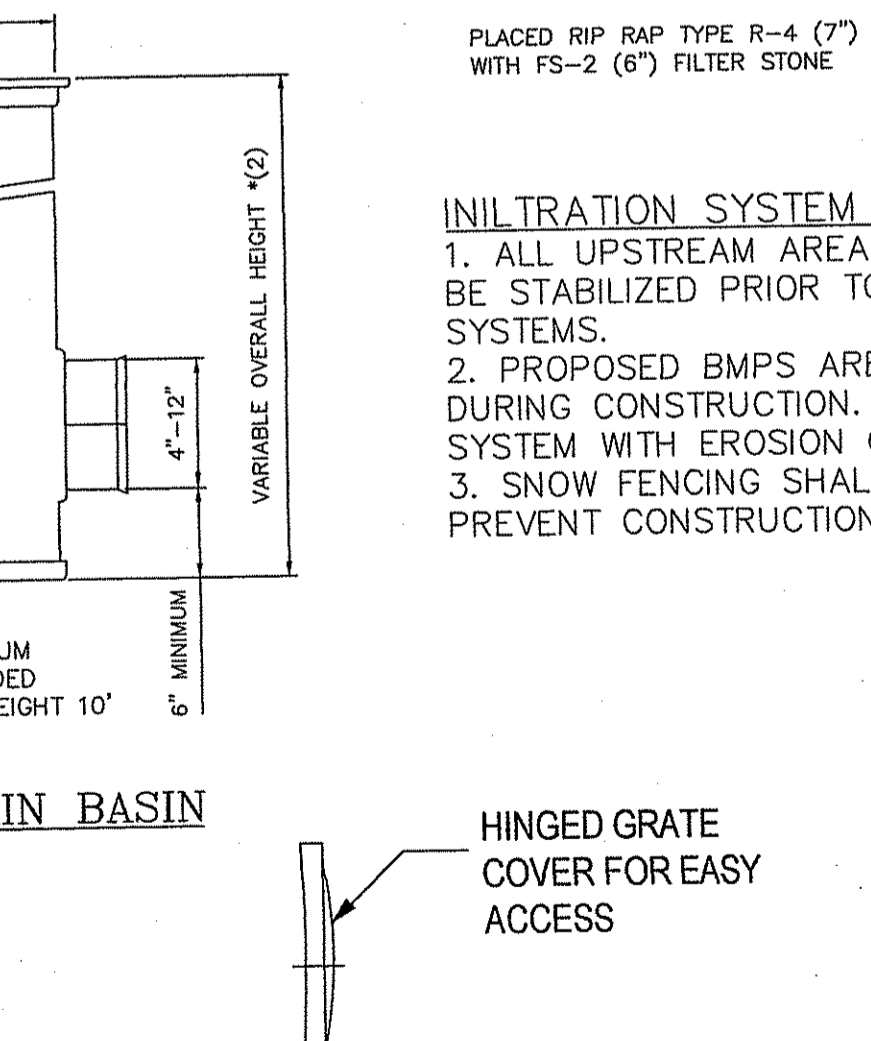 PLACED RIP RAP TYPE R-4 (7")
WITH FS-2 (6") FILTER STONE
VARIABLE OVERALL HEIGHT *(2)
4"-12"
6" MINIMUM
INILTRATION SYSTEM
1. ALL UPSTREAM AREA
BE STABILIZED PRIOR TO
SYSTEMS.
2. PROPOSED BMPS ARE
DURING CONSTRUCTION.
SYSTEM WITH EROSION
3. SNOW FENCING SHAL
PREVENT CONSTRUCTION
UM
DED
EIGHT 10'
IN BASIN
HINGED GRATE
COVER FOR EASY
ACCESS